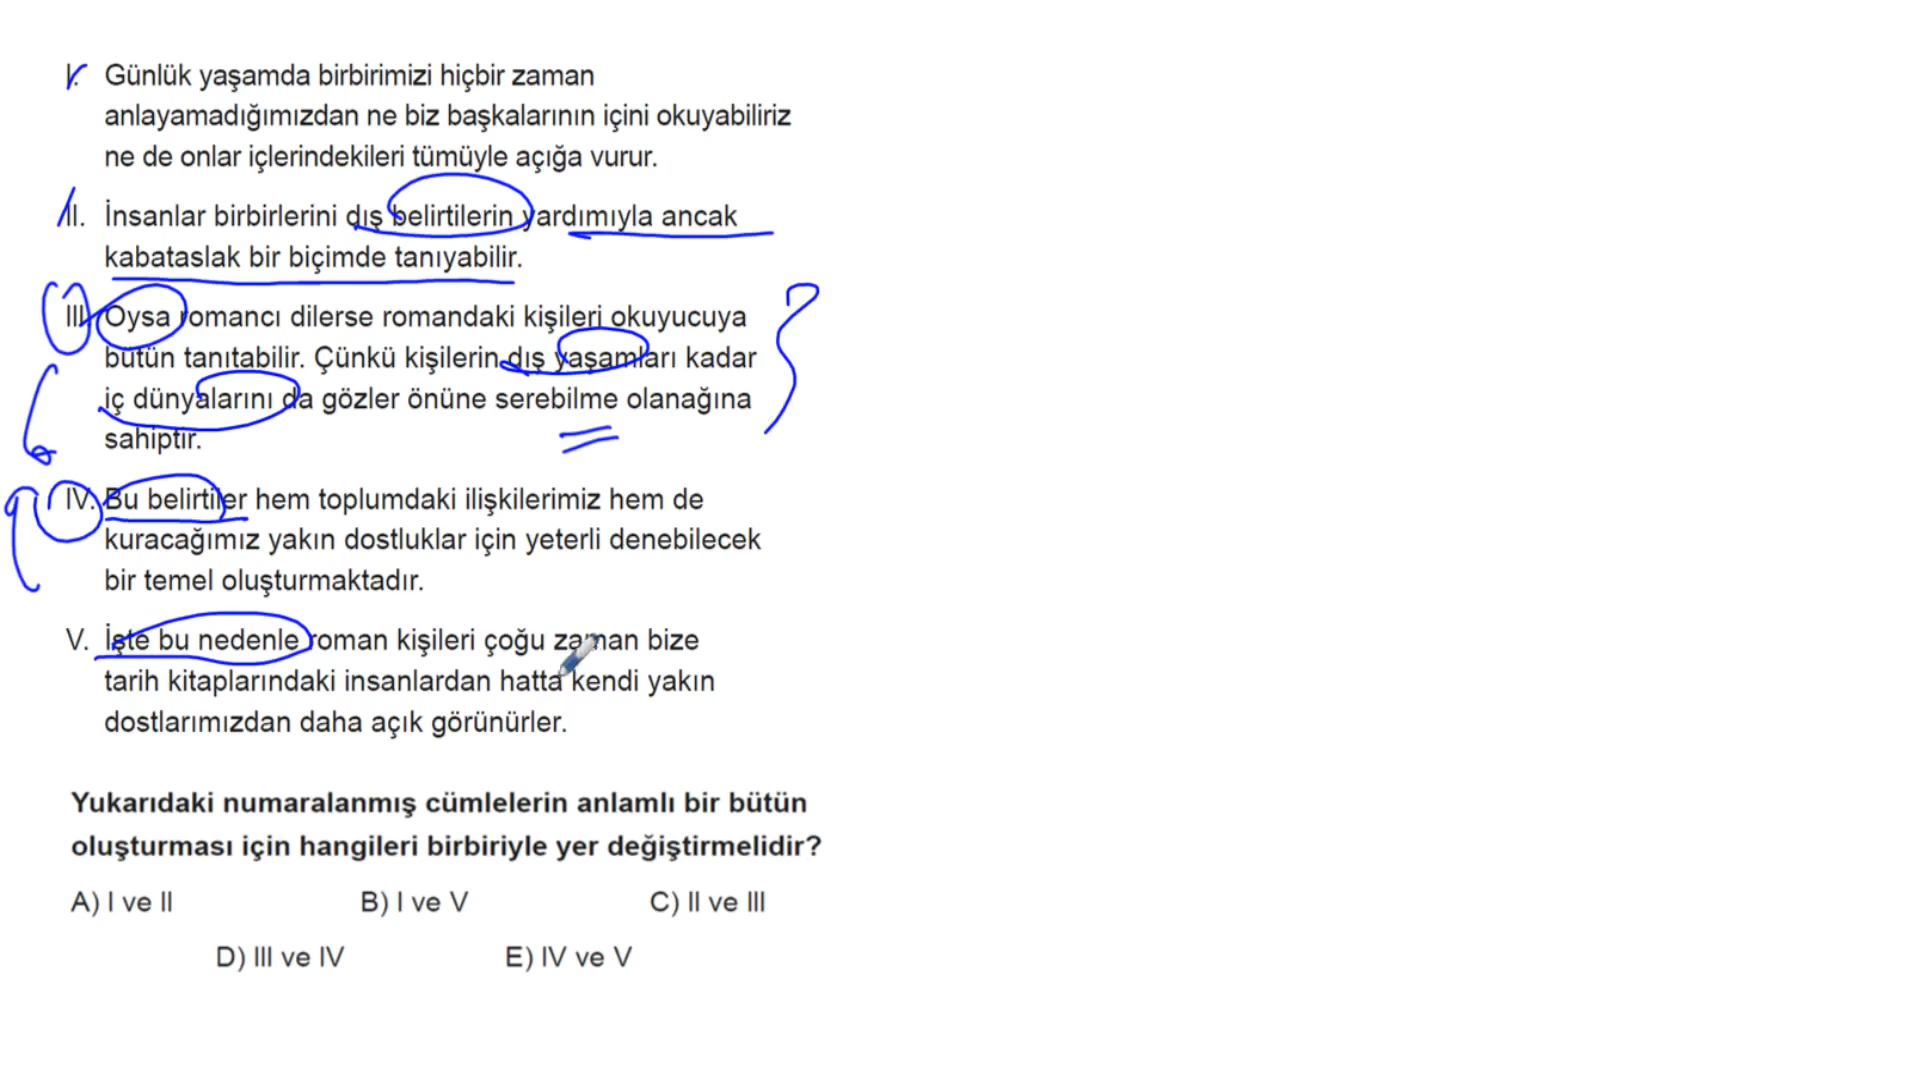 I. Günlük yaşamda birbirimizi hiçbir zaman
anlayamadığımızdan ne biz başkalarının içini okuyabiliriz
ne de onlar içlerindekileri tümüyle açığa vurur.
II. İnsanlar birbirlerini dış belirtilerin yardımıyla ancak
kabataslak bir biçimde tanıyabilir.
III. Oysa romancı dilerse romandaki kişileri okuyucuya
bütün tanıtabilir. Çünkü kişilerin dış yaşamları kadar
iç dünyalarını da gözler önüne serebilme olanağına
sahiptir.
IV. Bu belirtiler hem toplumdaki ilişkilerimiz hem de
kuracağımız yakın dostluklar için yeterli denebilecek
bir temel oluşturmaktadır.
V. İşte bu nedenle roman kişileri çoğu zaman bize
tarih kitaplarındaki insanlardan hatta kendi yakın
dostlarımızdan daha açık görünürler.
Yukarıdaki numaralanmış cümlelerin anlamlı bir bütün
oluşturması için hangileri birbiriyle yer değiştirmelidir?
A) I ve II B) I ve V C) II ve III
D) III ve IV E) IV ve V